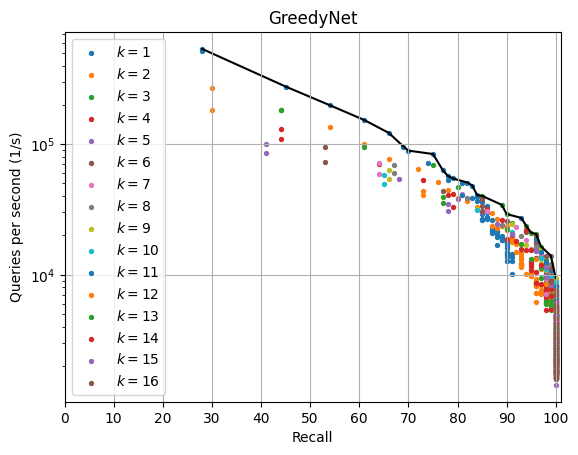 GreedyNet
Queries per second (1/s)
10^5
10^4
k = 1
k = 2
k = 3
k = 4
k = 5
k = 6
k = 7
k = 8
k = 9
k = 10
k = 11
k = 12
k = 13
k = 14
k = 15
k = 16
0 10 20 30 40 50 60 70 80 90 100
Recall